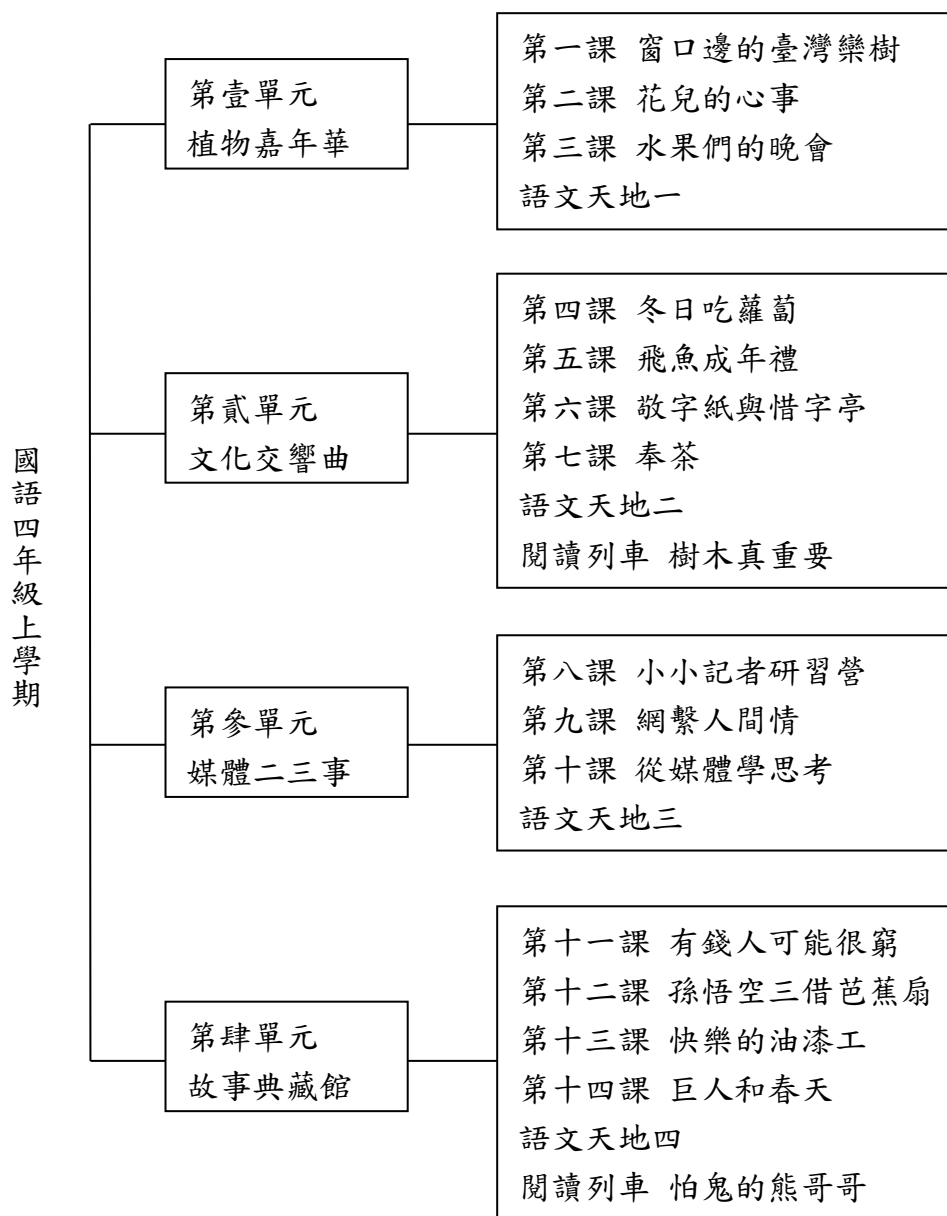 國語四年級上學期
第壹單元
植物嘉年華
第一課 窗口邊的臺灣欒樹
第二課 花兒的心事
第三課 水果們的晚會
語文天地一
第貳單元
文化交響曲
第四課 冬日吃蘿蔔
第五課 飛魚成年禮
第六課 敬字紙與惜字亭
第七課 奉茶
語文天地二
閱讀列車 樹木真重要
第參單元
媒體二三事
第八課 小小記者研習營
第九課 網繫人間情
第十課 從媒體學思考
語文天地三
第肆單元
故事典藏館
第十一課 有錢人可能很窮
第十二課 孫悟空三借芭蕉扇
第十三課 快樂的油漆工
第十四課 巨人和春天
語文天地四
閱讀列車 怕鬼的熊哥哥